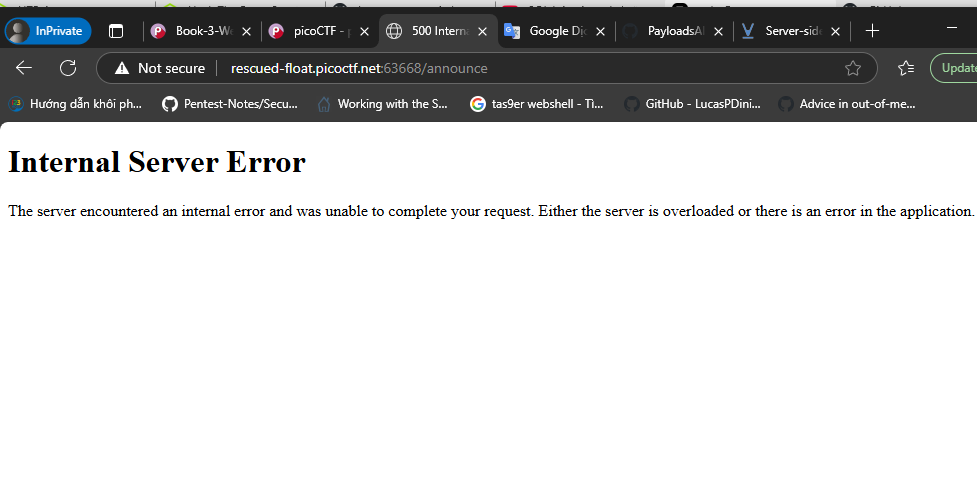 InPrivate
Book-3-We
picoCTF - p
500 Interna
Google Dịc
PayloadsAl
Server-side
Not secure
rescued-float.picoctf.net:63668/announce
Update
Hướng dẫn khôi ph...
Pentest-Notes/Secu...
Working with the S...
tas9er webshell - Ti...
GitHub - LucasPDini...
Advice in out-of-me...
Internal Server Error
The server encountered an internal error and was unable to complete your request. Either the server is overloaded or there is an error in the application.